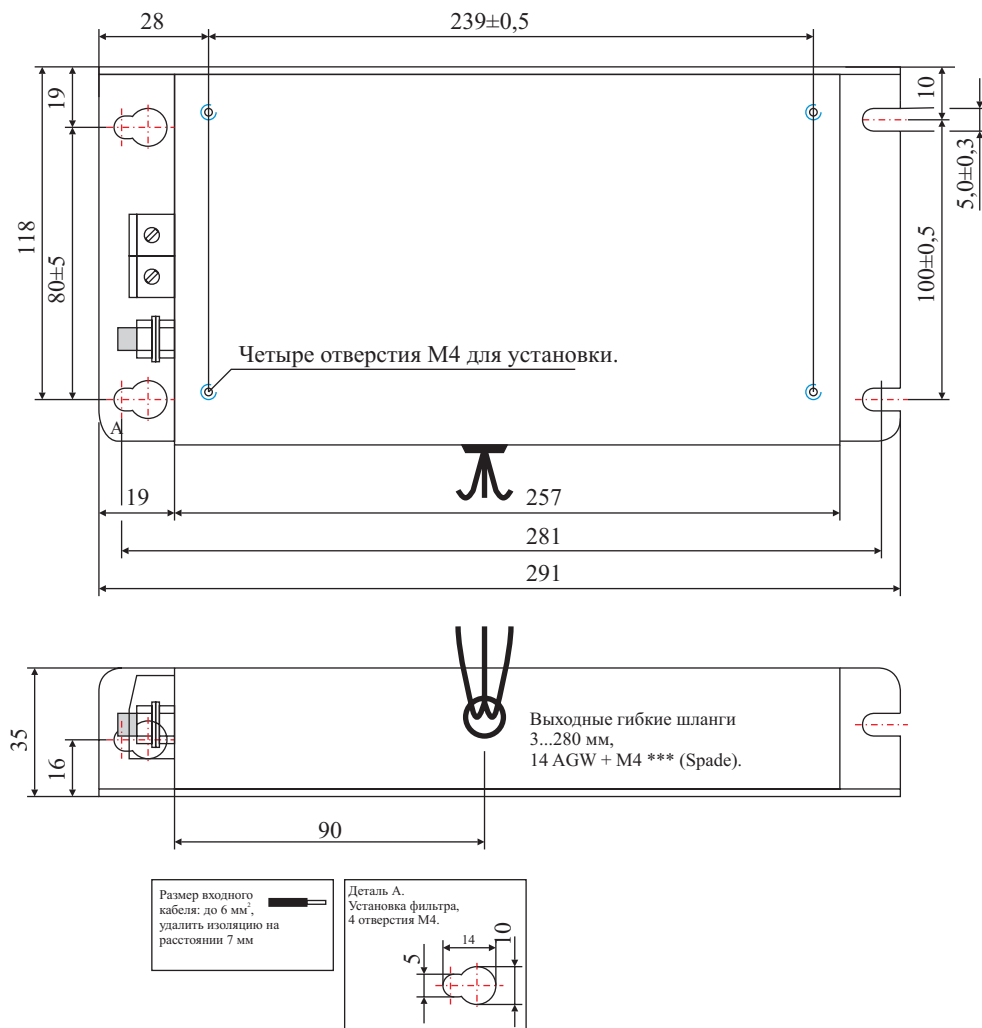 28
239±0,5
19
10
5,0±0,3
118
80±5
100±0,5
Четыре отверстия М4 для установки.
A
19
257
281
291
35
16
Выходные гибкие шланги
3...280 мм,
14 AGW + M4 *** (Spade).
90
Размер входного
кабеля: до 6 мм²,
удалить изоляцию на
расстоянии 7 мм
Деталь А.
Установка фильтра,
4 отверстия М4.
14
10
5